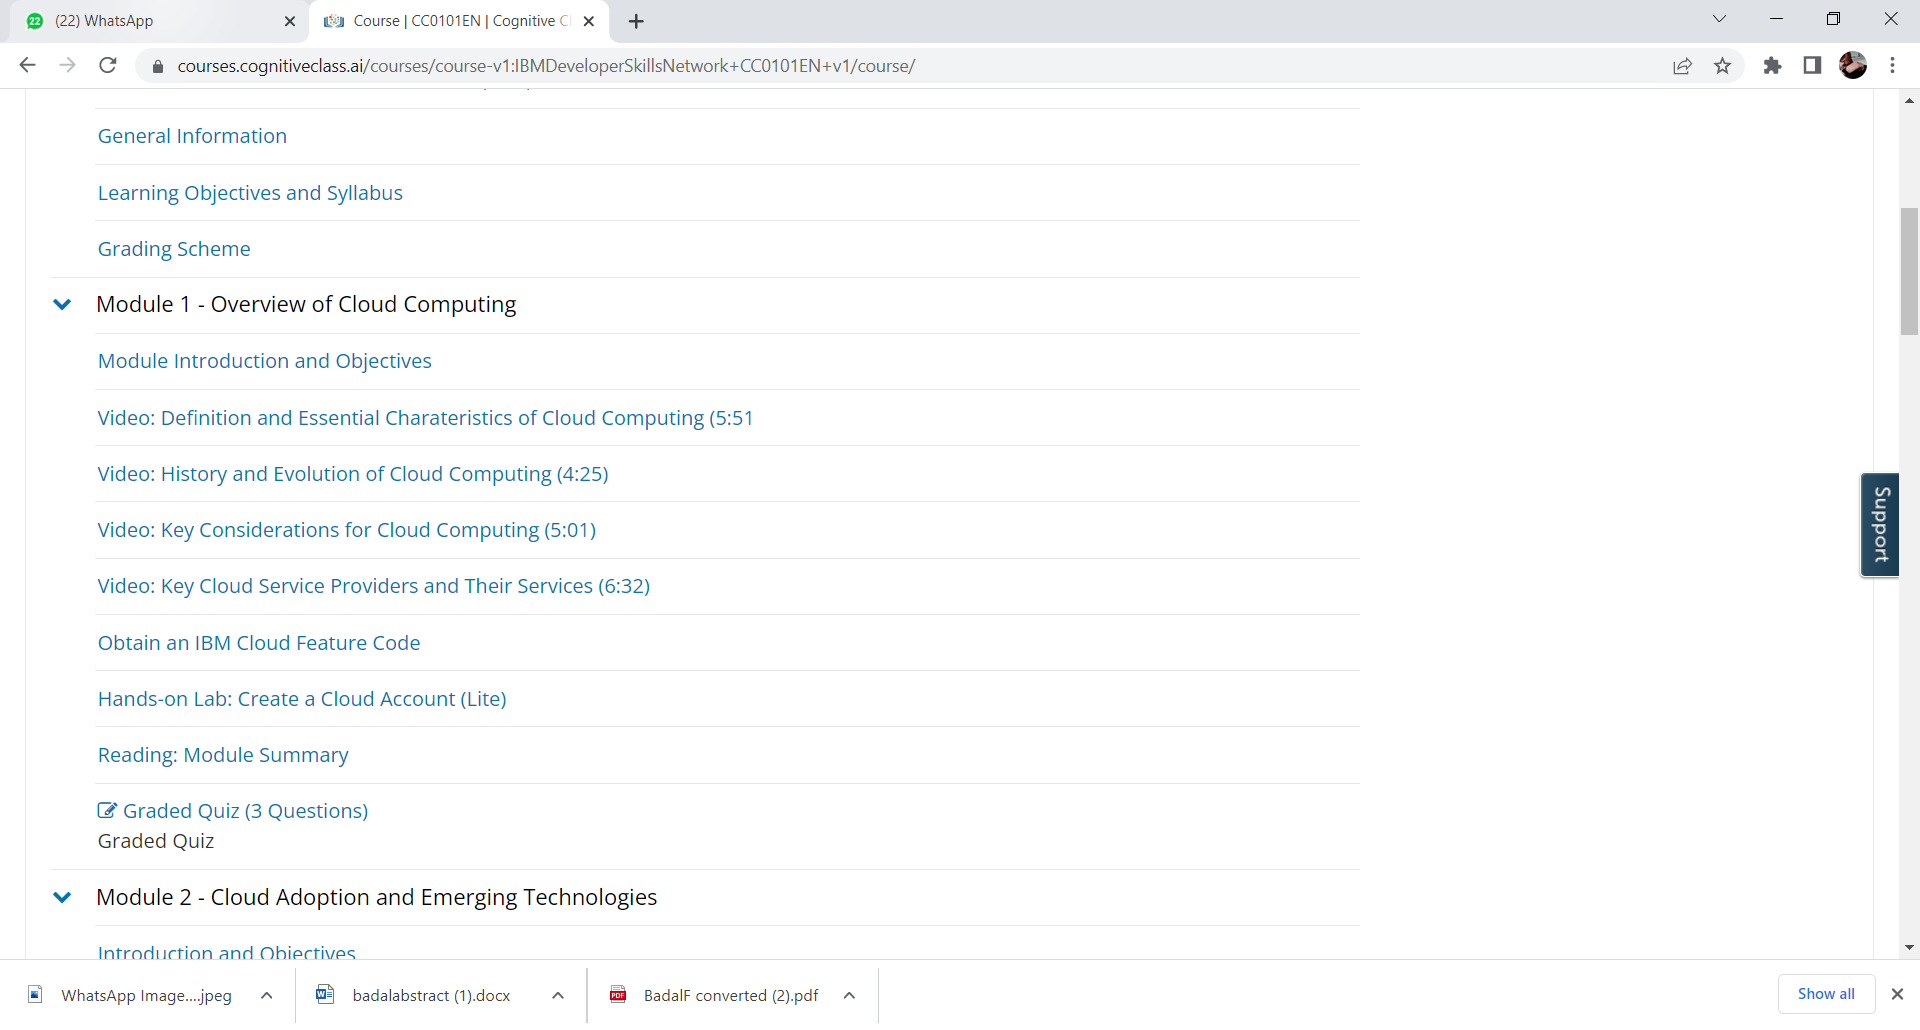 22 (22) WhatsApp
Course | CC0101EN | Cognitive C
courses.cognitiveclass.ai/courses/course-v1:IBMDeveloperSkillsNetwork+CC0101EN+v1/course/
General Information
Learning Objectives and Syllabus
Grading Scheme
Module 1 - Overview of Cloud Computing
Module Introduction and Objectives
Video: Definition and Essential Charateristics of Cloud Computing (5:51
Video: History and Evolution of Cloud Computing (4:25)
Video: Key Considerations for Cloud Computing (5:01)
Video: Key Cloud Service Providers and Their Services (6:32)
Obtain an IBM Cloud Feature Code
Hands-on Lab: Create a Cloud Account (Lite)
Reading: Module Summary
Graded Quiz (3 Questions)
Graded Quiz
Module 2 - Cloud Adoption and Emerging Technologies
Introduction and Objectives
Support
WhatsApp Image....jpeg
badalabstract (1).docx
PDF BadalF converted (2).pdf
Show all